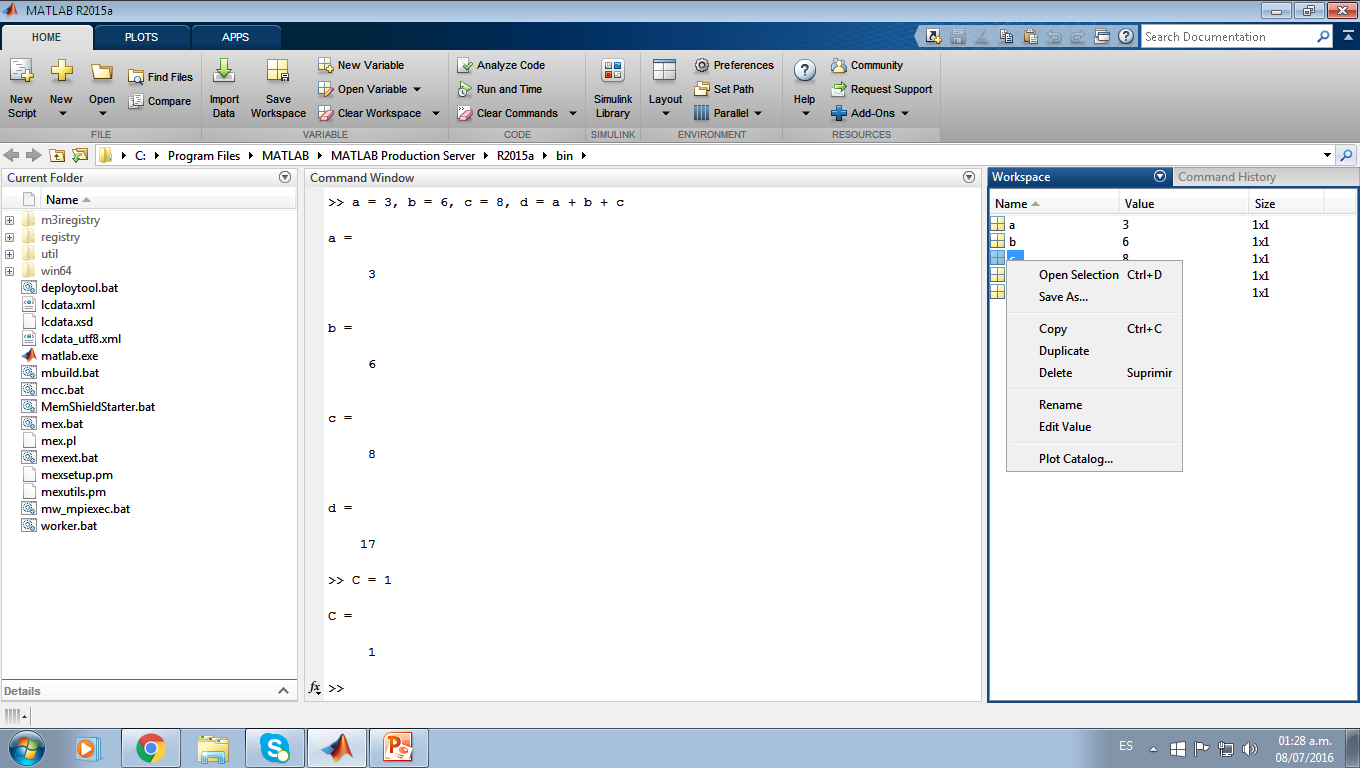 MATLAB R2015a
HOME PLOTS APPS
Search Documentation
New Script
New
Open
Find Files
Compare
FILE
Import Data
Save Workspace
New Variable
Open Variable
Clear Workspace
VARIABLE
Analyze Code
Run and Time
Clear Commands
CODE
Simulink Library
SIMULINK
Layout
Preferences
Set Path
Parallel
ENVIRONMENT
Help
Community
Request Support
Add-Ons
RESOURCES
C: Program Files MATLAB MATLAB Production Server R2015a bin
Current Folder
Name
m3iregistry
registry
util
win64
deploytool.bat
lcdata.xml
lcdata.xsd
lcdata_utf8.xml
matlab.exe
mbuild.bat
mcc.bat
MemShieldStarter.bat
mex.bat
mex.pl
mexext.bat
mexsetup.pm
mexutils.pm
mw_mpiexec.bat
worker.bat
Details
Command Window
>> a = 3, b = 6, c = 8, d = a + b + c
a =
3
b =
6
c =
8
d =
17
>> C = 1
C =
1
fx >>
Workspace Command History
Name Value Size
a 3 1x1
b 6 1x1
c 8 1x1
1x1
1x1
Open Selection Ctrl+D
Save As...
Copy Ctrl+C
Duplicate
Delete Suprimir
Rename
Edit Value
Plot Catalog...
ES
01:28 a.m.
08/07/2016